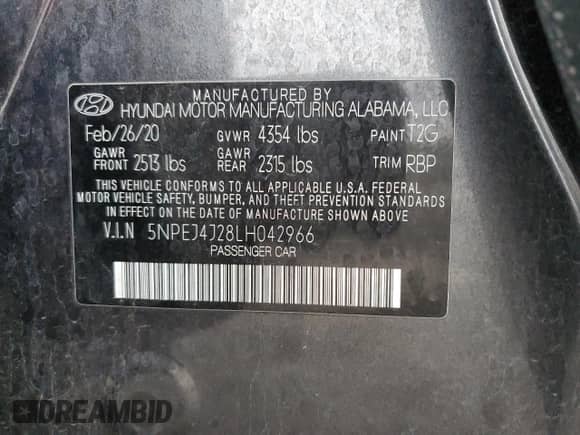 MANUFACTURED BY
HYUNDAI MOTOR MANUFACTURING ALABAMA, LLC
Feb/26/20 GVWR 4354 lbs PAINT T2G
GAWR FRONT 2513 lbs GAWR REAR 2315 lbs TRIM RBP
THIS VEHICLE CONFORMS TO ALL APPLICABLE U.S.A. FEDERAL
MOTOR VEHICLE SAFETY, BUMPER, AND THEFT PREVENTION STANDARDS
IN EFFECT ON THE DATE OF MANUFACTURE SHOWN ABOVE.
V.I.N 5NPEJ4J28LH042966
PASSENGER CAR
DREAMBID